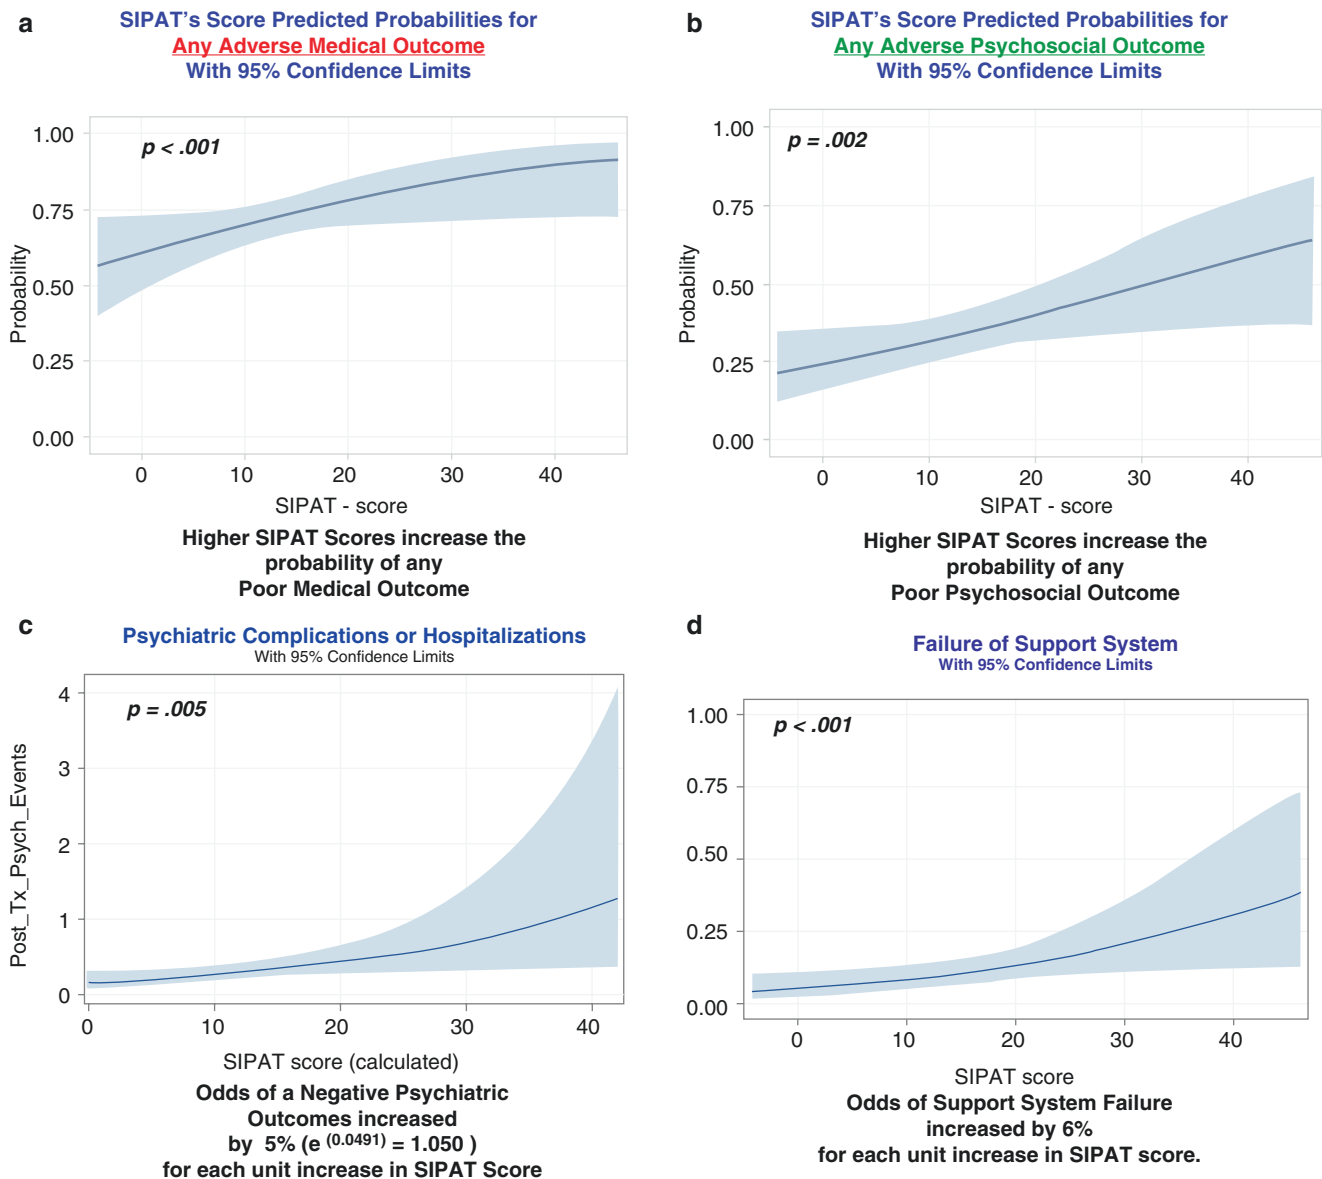 a
SIPAT's Score Predicted Probabilities for
Any Adverse Medical Outcome
With 95% Confidence Limits
p < .001
1.00
0.75
0.50
0.25
0.00
Probability
0 10 20 30 40
SIPAT - score
Higher SIPAT Scores increase the
probability of any
Poor Medical Outcome
b
SIPAT's Score Predicted Probabilities for
Any Adverse Psychosocial Outcome
With 95% Confidence Limits
p = .002
1.00
0.75
0.50
0.25
0.00
Probability
0 10 20 30 40
SIPAT - score
Higher SIPAT Scores increase the
probability of any
Poor Psychosocial Outcome
c
Psychiatric Complications or Hospitalizations
With 95% Confidence Limits
p = .005
4
3
2
1
0
Post_Tx_Psych_Events
0 10 20 30 40
SIPAT score (calculated)
Odds of a Negative Psychiatric
Outcomes increased
by 5% (e (0.0491) = 1.050 )
for each unit increase in SIPAT Score
d
Failure of Support System
With 95% Confidence Limits
p < .001
1.00
0.75
0.50
0.25
0.00
0 10 20 30 40
SIPAT score
Odds of Support System Failure
increased by 6%
for each unit increase in SIPAT score.